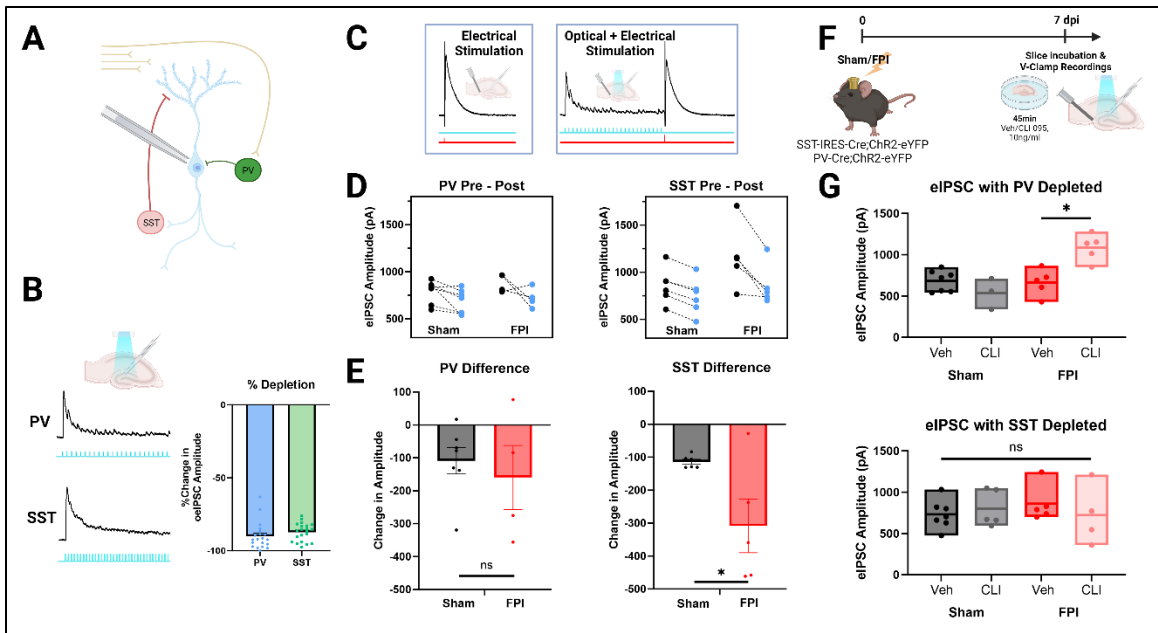 A
PV
SST
B
PV
SST
% Depletion
%Change in
oeIPSC Amplitude
0
-50
-100
PV SST
C
Electrical
Stimulation
Optical + Electrical
Stimulation
D
PV Pre - Post
eIPSC Amplitude (pA)
1500
1000
750
500
Sham FPI
SST Pre - Post
eIPSC Amplitude (pA)
1500
1000
750
500
Sham FPI
E
PV Difference
Change in Amplitude
100
0
-100
-200
-300
-400
-500
ns
Sham FPI
SST Difference
Change in Amplitude
100
0
-100
-200
-300
-400
-500
*
Sham FPI
F
0 7 dpi
Sham/FPI
SST-IRES-Cre;ChR2-eYFP
PV-Cre;ChR2-eYFP
Slice Incubation &
V-Clamp Recordings
45min
Veh/CLI 095,
10ng/ml
G
eIPSC with PV Depleted
eIPSC Amplitude (pA)
1500
1000
500
0
*
Veh CLI Veh CLI
Sham FPI
eIPSC with SST Depleted
eIPSC Amplitude (pA)
1500
1000
500
0
ns
Veh CLI Veh CLI
Sham FPI